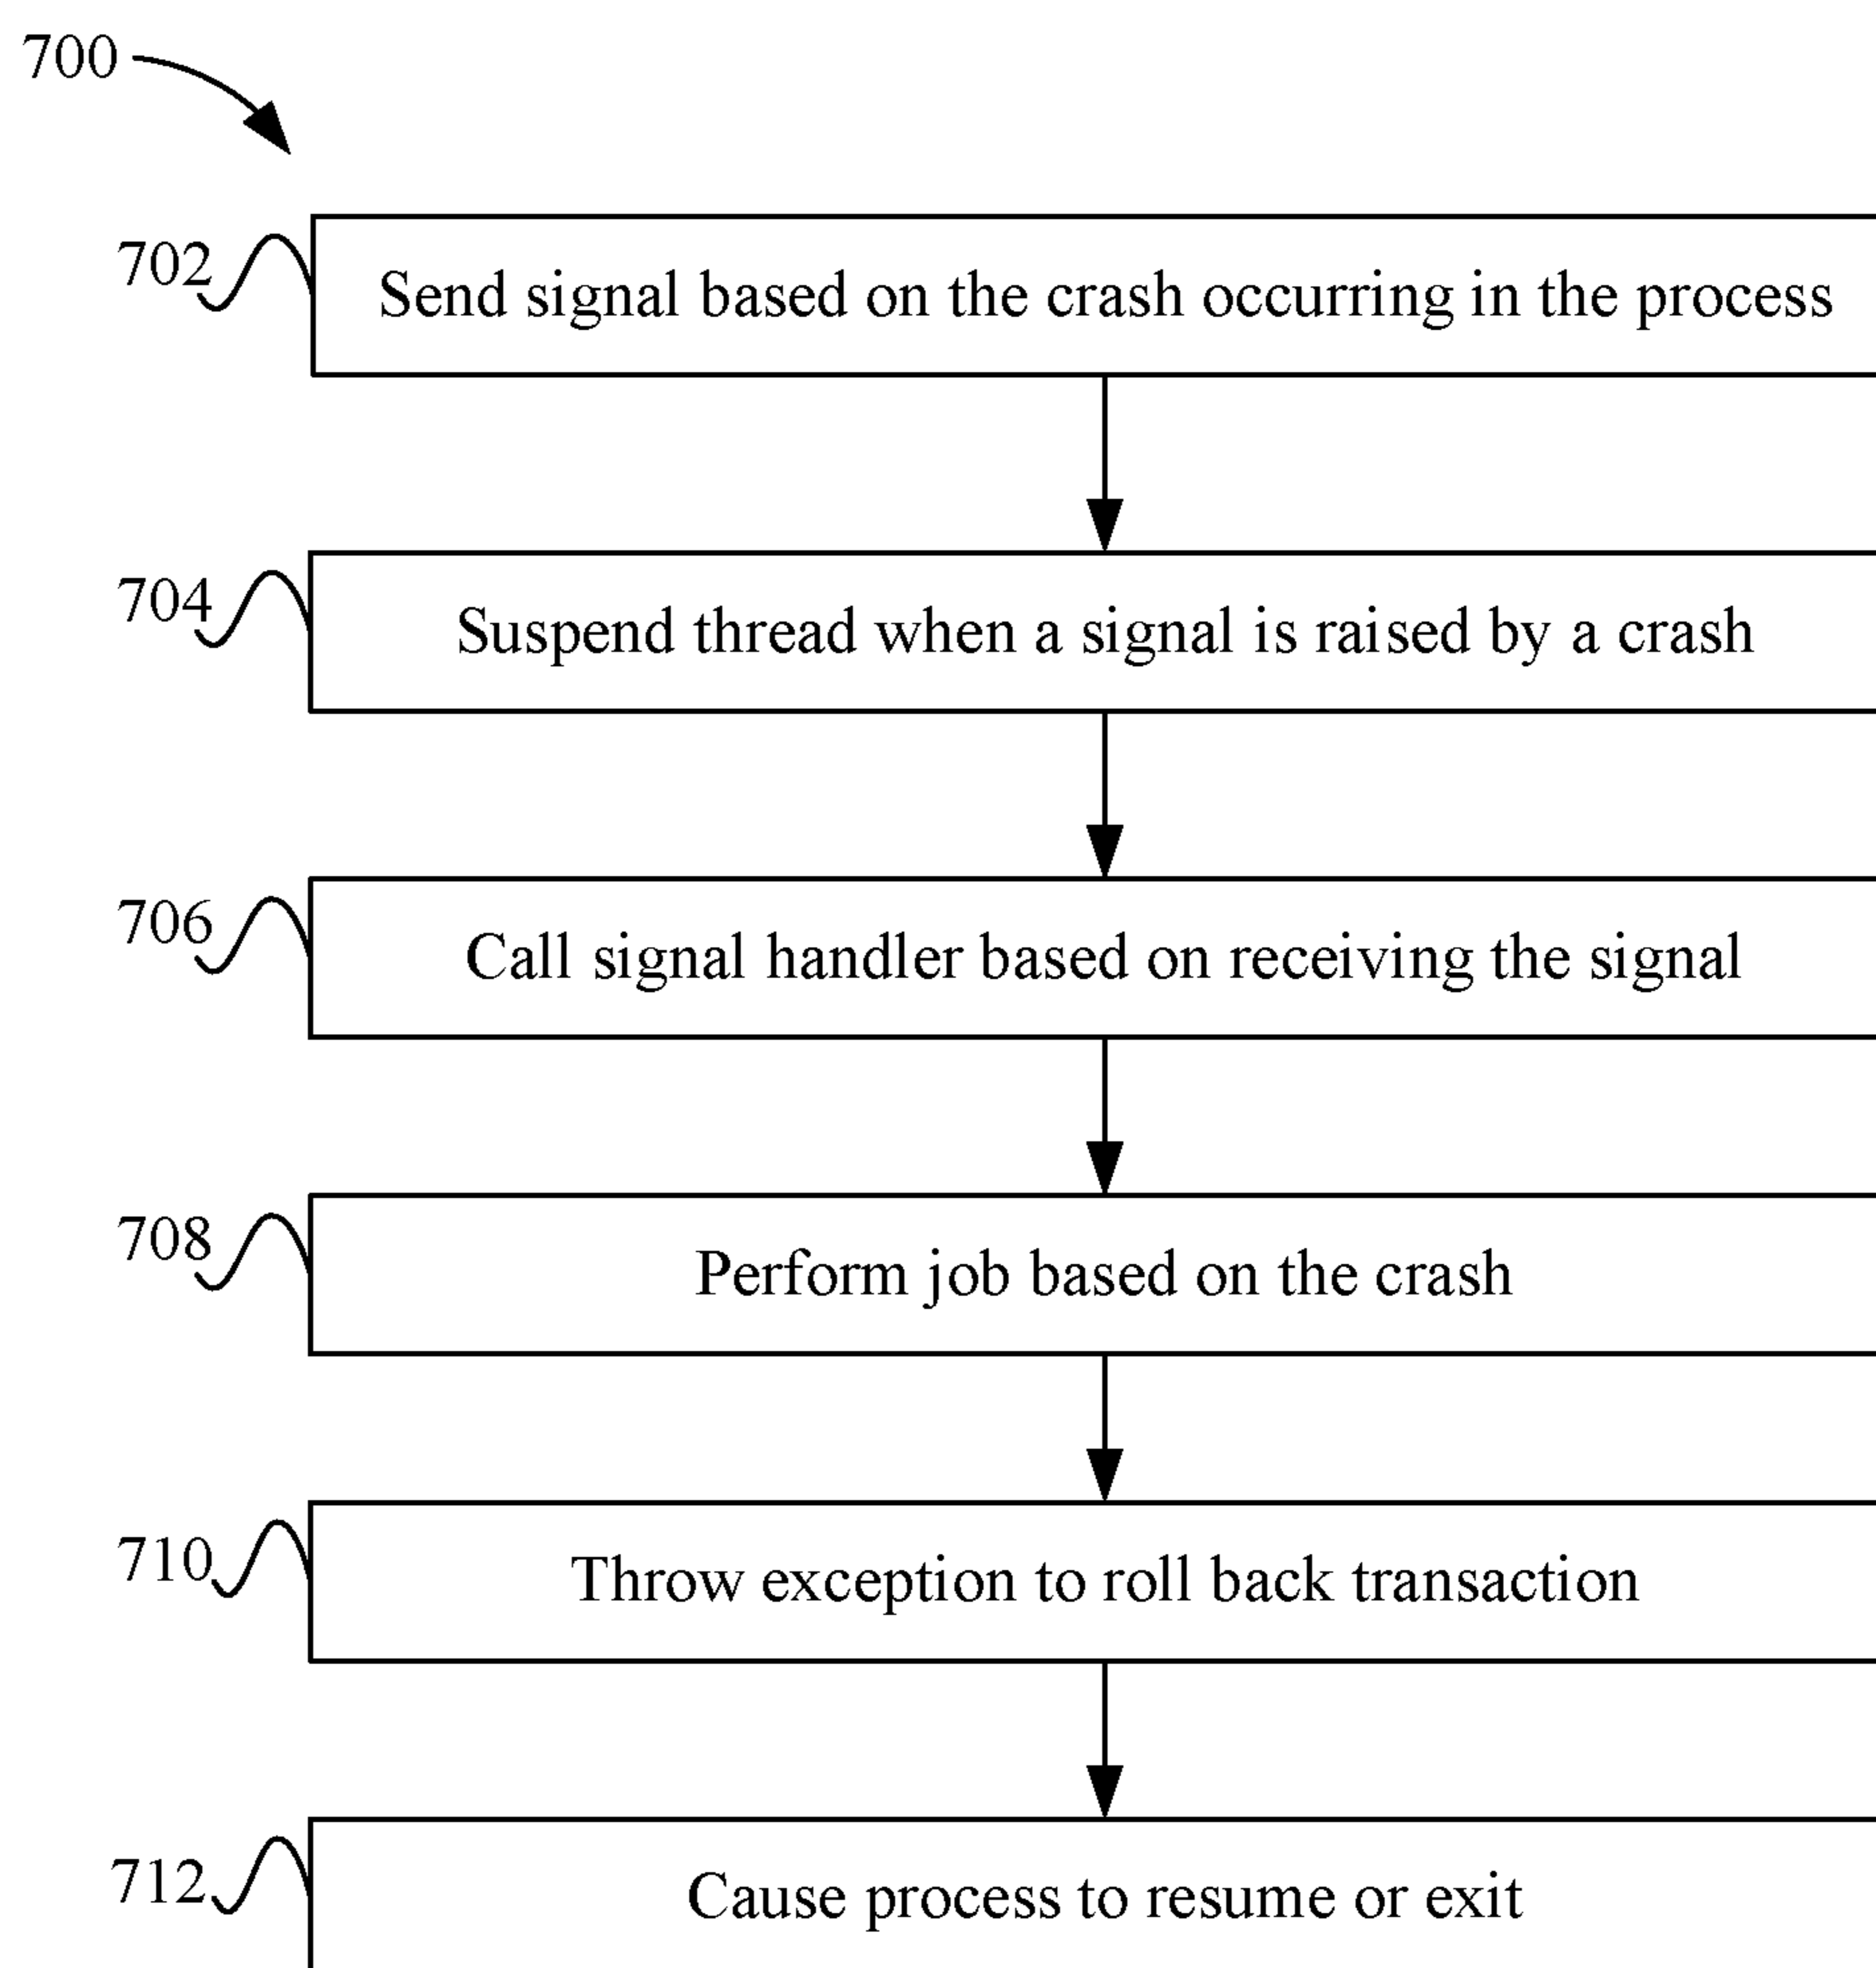 700
702
Send signal based on the crash occurring in the process
704
Suspend thread when a signal is raised by a crash
706
Call signal handler based on receiving the signal
708
Perform job based on the crash
710
Throw exception to roll back transaction
712
Cause process to resume or exit